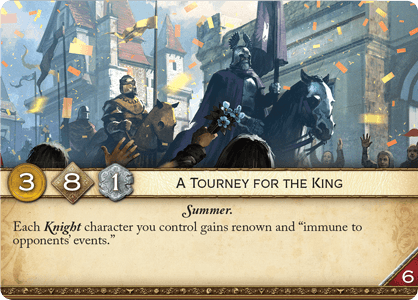 3 8 1 A Tourney for the King
Summer.
Each Knight character you control gains renown and “immune to
opponents’ events.”
6